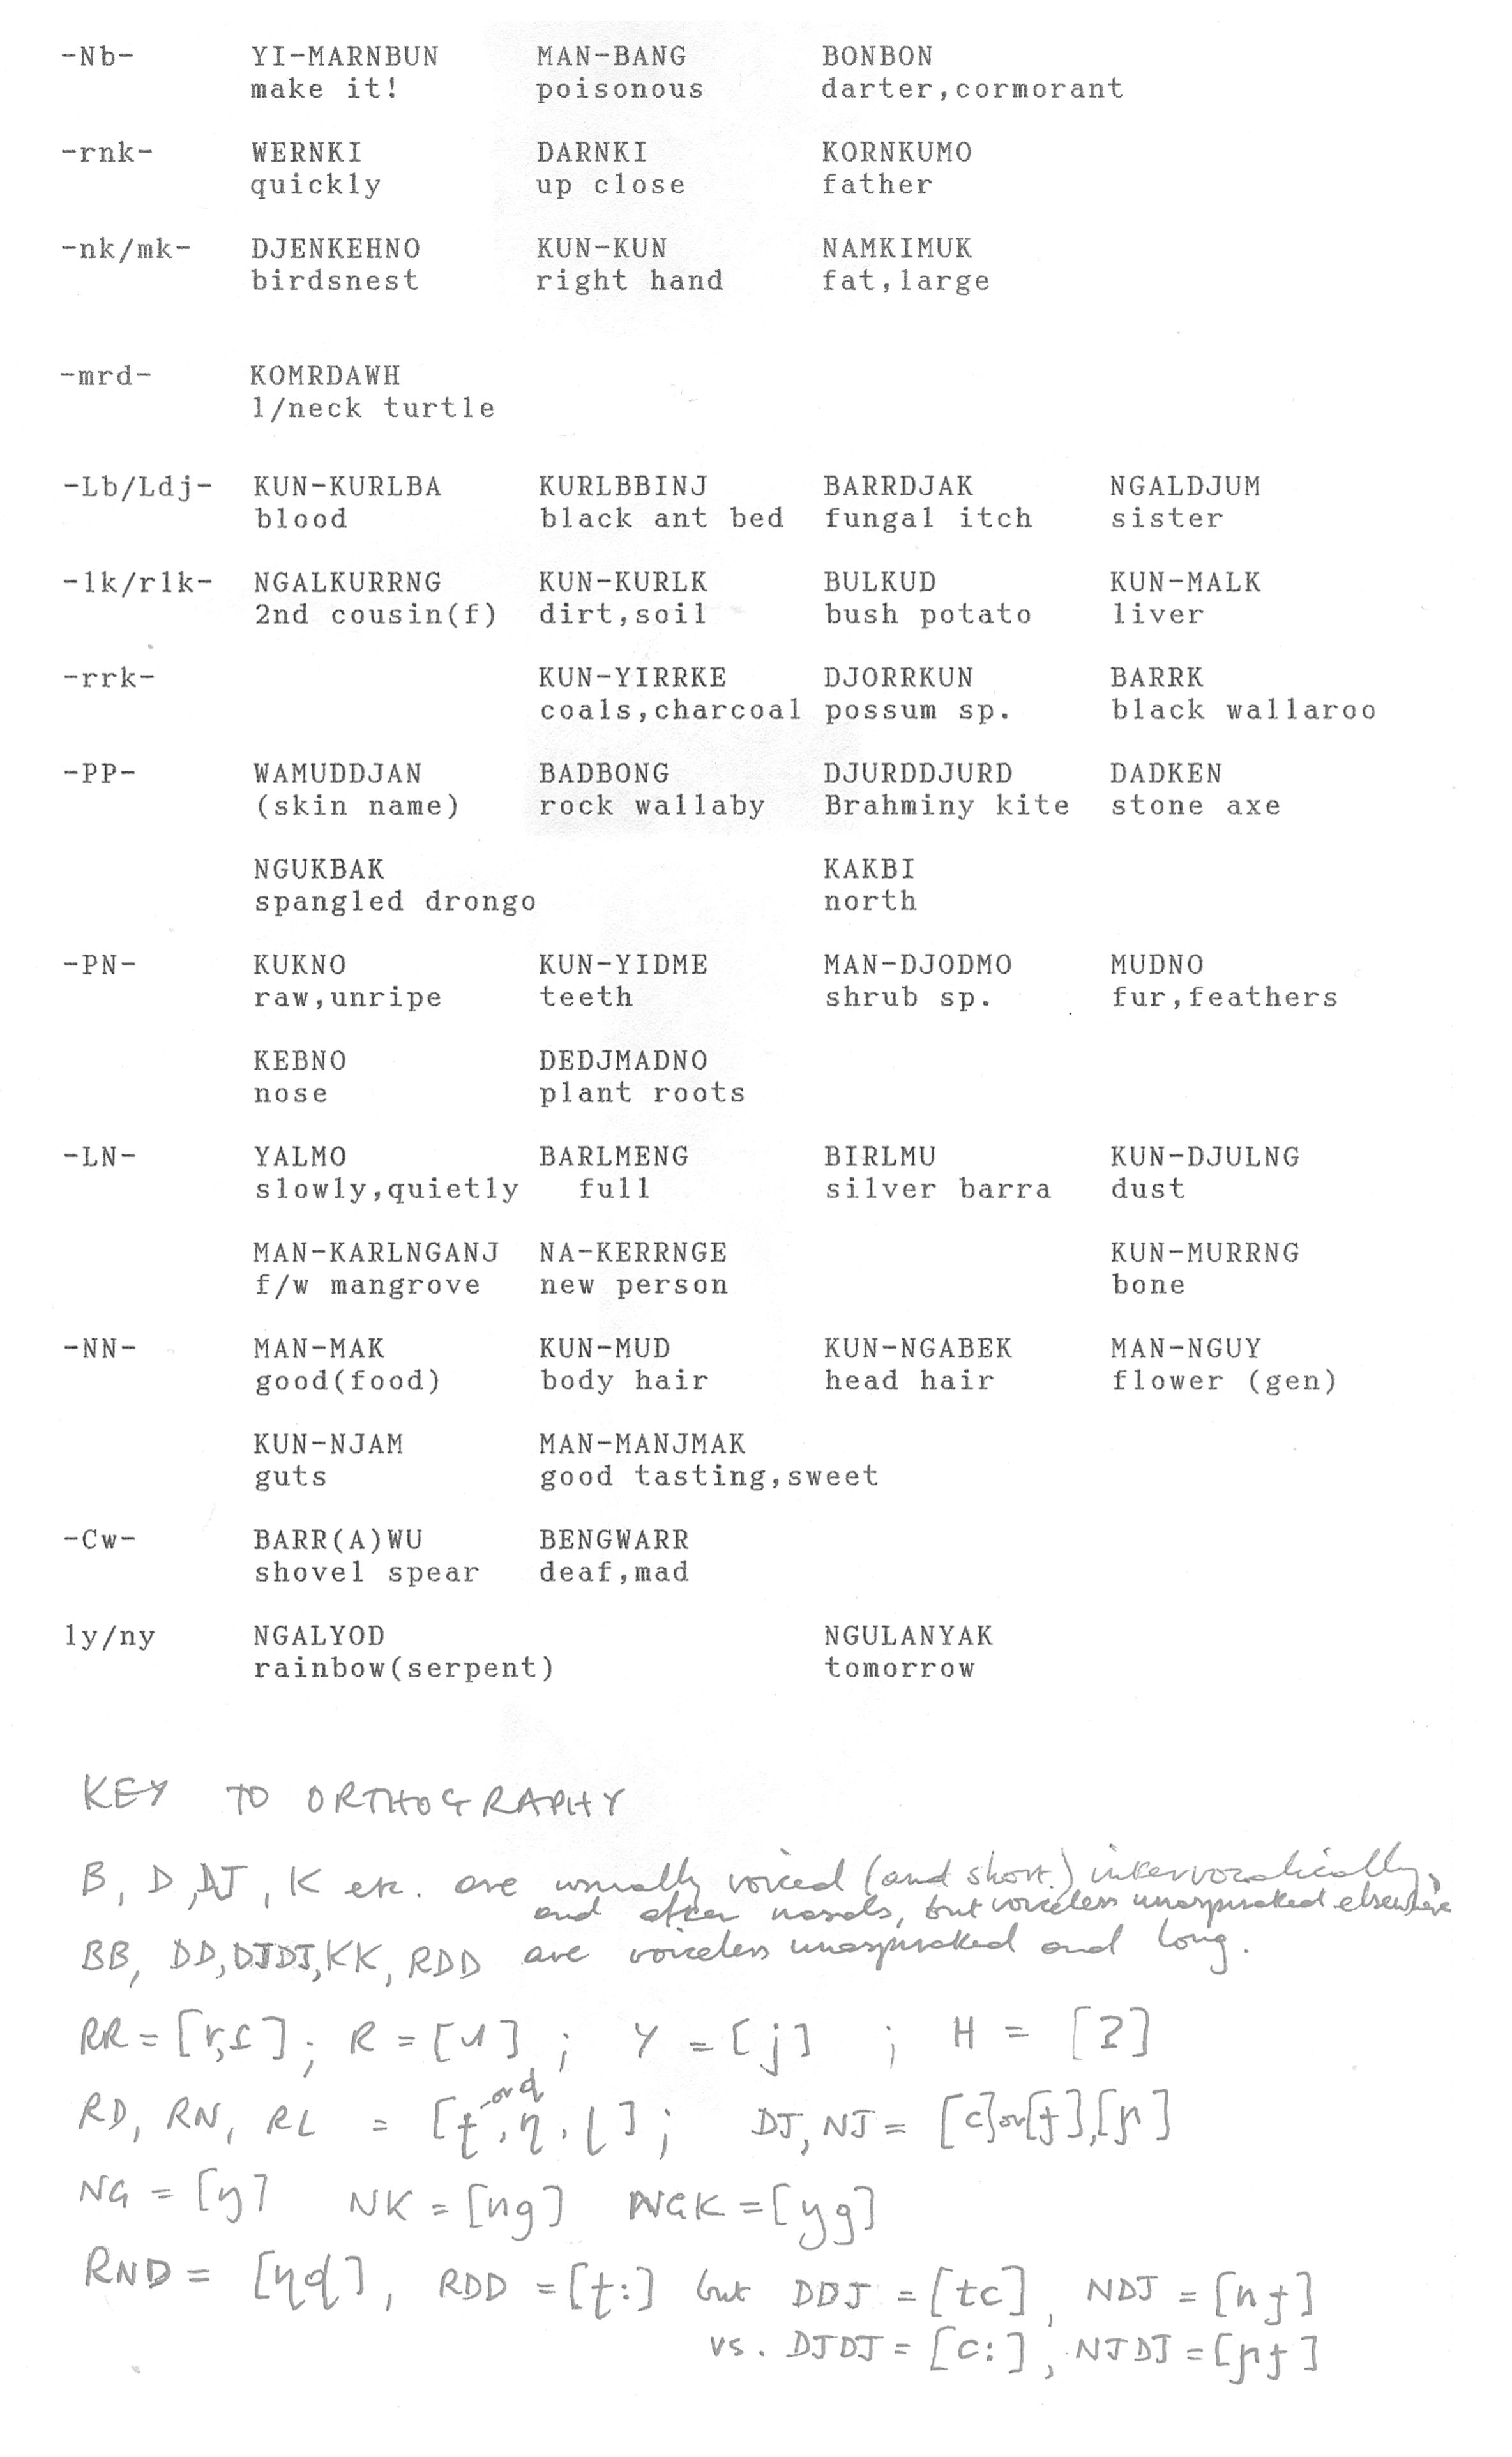 -Nb- YI-MARNBUN MAN-BANG BONBON
make it! poisonous darter,cormorant
-rnk- WERNKI DARNKI KORNKUMO
quickly up close father
-nk/mk- DJENKEHNO KUN-KUN NAMKIMUK
birdsnest right hand fat,large
-mrd- KOMRDAWH
l/neck turtle
-Lb/Ldj- KUN-KURLBA KURLBBINJ BARRDJAK NGALDJUM
blood black ant bed fungal itch sister
-lk/rlk- NGALKURRNG KUN-KURLK BULKUD KUN-MALK
2nd cousin(f) dirt,soil bush potato liver
-rrk- KUN-YIRRKE DJORRKUN BARRK
coals,charcoal possum sp. black wallaroo
-PP- WAMUDDJAN BADBONG DJURDDJURD DADKEN
(skin name) rock wallaby Brahminy kite stone axe
NGUKBAK KAKBI
spangled drongo north
-PN- KUKNO KUN-YIDME MAN-DJODMO MUDNO
raw,unripe teeth shrub sp. fur,feathers
KEBNO DEDJMADNO
nose plant roots
-LN- YALMO BARLMENG BIRLMU KUN-DJULNG
slowly,quietly full silver barra dust
MAN-KARLNGANJ NA-KERRNGE KUN-MURRNG
f/w mangrove new person bone
-NN- MAN-MAK KUN-MUD KUN-NGABEK MAN-NGUY
good(food) body hair head hair flower (gen)
KUN-NJAM MAN-MANJMAK
guts good tasting,sweet
-Cw- BARR(A)WU BENGWARR
shovel spear deaf,mad
ly/ny NGALYOD NGULANYAK
rainbow(serpent) tomorrow
KEY TO ORTHOGRAPHY
B, D, DJ, K etc. are usually voiced (and short) intervocalically,
and after nasals, but voiceless unaspirated elsewhere
BB, DD, DJDJ, KK, RDD are voiceless unaspirated and long.
RR = [r,ɾ]; R = [ɻ]; Y = [j]; H = [ʔ]
RD, RN, RL = [ʈ or ɖ, ɳ, ɭ]; DJ, NJ = [c] or [ɟ], [ɲ]
NG = [ŋ] NK = [ng] NGK = [ŋg]
RND = [ɳɖ], RDD = [ʈ:] but DDJ = [tc], NDJ = [nɟ]
vs. DJDJ = [c:], NJDJ = [ɲɟ]